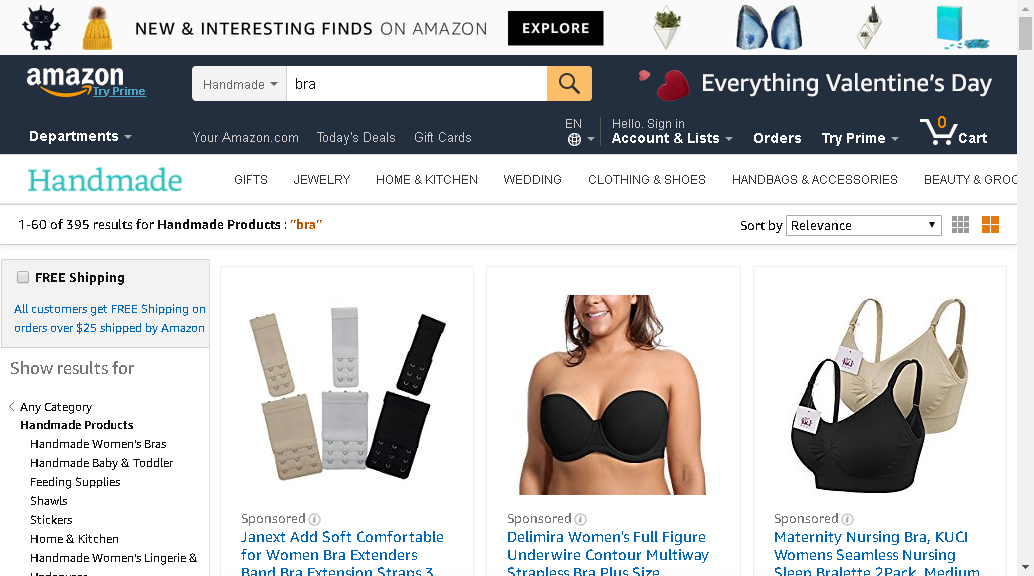 NEW & INTERESTING FINDS ON AMAZON EXPLORE
amazon
Try Prime
Handmade bra
Everything Valentine's Day
Departments Your Amazon.com Today's Deals Gift Cards
EN
Hello. Sign in
Account & Lists Orders Try Prime 0 Cart
Handmade GIFTS JEWELRY HOME & KITCHEN WEDDING CLOTHING & SHOES HANDBAGS & ACCESSORIES BEAUTY & GROO
1-60 of 395 results for Handmade Products : "bra" Sort by Relevance
FREE Shipping
All customers get FREE Shipping on
orders over $25 shipped by Amazon
Show results for
Any Category
Handmade Products
Handmade Women's Bras
Handmade Baby & Toddler
Feeding Supplies
Shawls
Stickers
Home & Kitchen
Handmade Women's Lingerie &
Sponsored
Janext Add Soft Comfortable
for Women Bra Extenders
Band Bra Extension Straps 3
Sponsored
Delimira Women's Full Figure
Underwire Contour Multiway
Strapless Bra Plus Size
Sponsored
Maternity Nursing Bra, KUCI
Womens Seamless Nursing
Sleep Bralette 2Pack, Medium